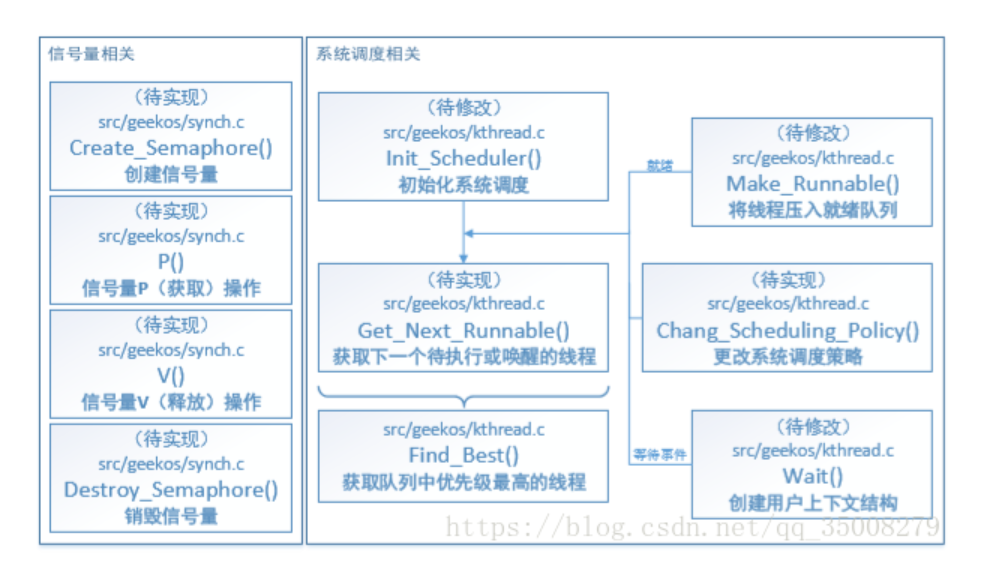 信号量相关
（待实现）
src/geekos/synch.c
Create_Semaphore()
创建信号量
（待实现）
src/geekos/synch.c
P()
信号量P（获取）操作
（待实现）
src/geekos/synch.c
V()
信号量V（释放）操作
（待实现）
src/geekos/synch.c
Destroy_Semaphore()
销毁信号量
系统调度相关
（待修改）
src/geekos/kthread.c
Init_Scheduler()
初始化系统调度
（待实现）
src/geekos/kthread.c
Get_Next_Runnable()
获取下一个待执行或唤醒的线程
src/geekos/kthread.c
Find_Best()
获取队列中优先级最高的线程
就绪
（待修改）
src/geekos/kthread.c
Make_Runnable()
将线程压入就绪队列
（待实现）
src/geekos/kthread.c
Chang_Scheduling_Policy()
更改系统调度策略
等待事件
（待修改）
src/geekos/kthread.c
Wait()
创建用户上下文结构
https://blog.csdn.net/qq_35008279